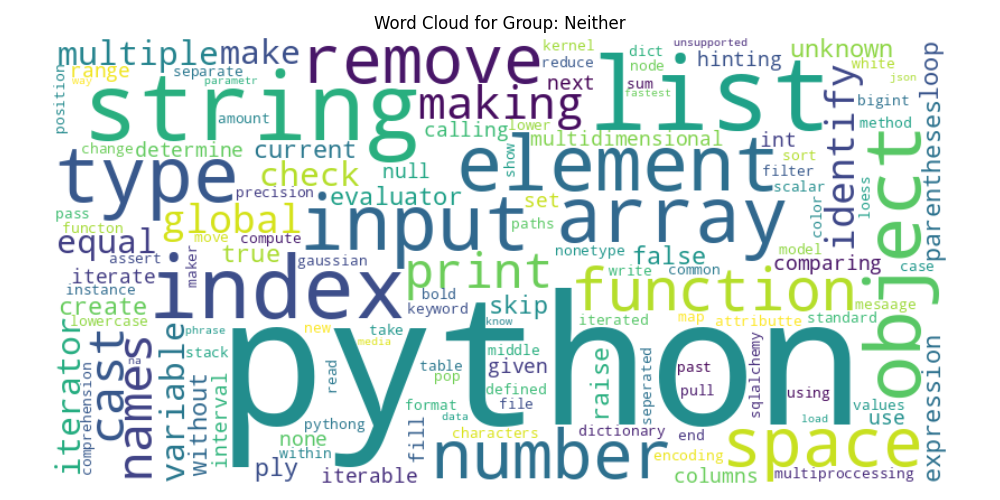 Word Cloud for Group: Neither
multiple
make
remove
kernel
reduce
next
dict
node
sum
fastest
unsupported
hinting
unknown
white
json
range
way
separate
parametr
position
string
amount
making
list
bigint
method
parenthesesloop
identify
calling
lower
multidimensional
int
sort
filter
scalar
change
determine
current
null
show
element
type
check
precision
evaluator
set
array
color
loess
object
pass
functon
global
move
compute
input
paths
nonetype
false
write
common
model
comparing
case
equal
assert
maker
true
gaussian
iterate
instance
create
lowercase
index
print
bold
keyword
skip
know
function
iterated
map
attributte
standard
mesaage
iterator
comprehension
cast
na
names
variable
phrase
stack
without
interval
python
new
media
take
read
table
pop
middle
given
defined
file
format
data
raise
seperated
past
pull
sqlalchemy
using
load
values
use
expression
pythong
none
within
ply
iterable
fill
characters
number
dictionary
end
encoding
columns
space
multiproccessing